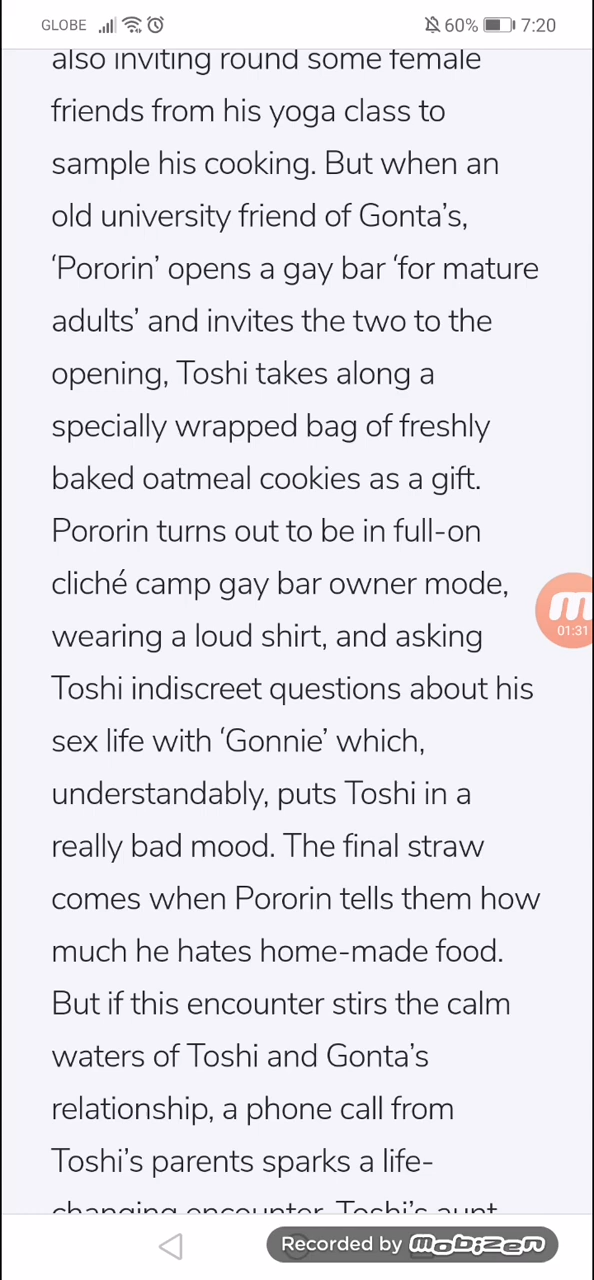 GLOBE 60% 7:20
also inviting round some female
friends from his yoga class to
sample his cooking. But when an
old university friend of Gonta’s,
‘Pororin’ opens a gay bar ‘for mature
adults’ and invites the two to the
opening, Toshi takes along a
specially wrapped bag of freshly
baked oatmeal cookies as a gift.
Pororin turns out to be in full-on
cliché camp gay bar owner mode,
wearing a loud shirt, and asking
Toshi indiscreet questions about his
sex life with ‘Gonnie’ which,
understandably, puts Toshi in a
really bad mood. The final straw
comes when Pororin tells them how
much he hates home-made food.
But if this encounter stirs the calm
waters of Toshi and Gonta’s
relationship, a phone call from
Toshi’s parents sparks a life-
changing encounter. Toshi’s aunt
m
01:31
Recorded by mobizen